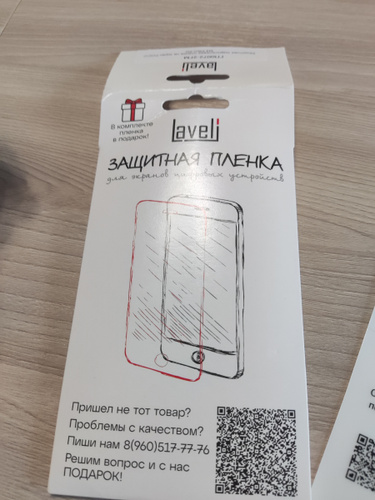 Laveli
В комплекте
пленка
в подарок!
Laveli
ЗАЩИТНАЯ ПЛЕНКА
для экранов цифровых устройств
Пришел не тот товар?
Проблемы с качеством?
Пиши нам 8(960)517-77-76
Решим вопрос и с нас
ПОДАРОК!